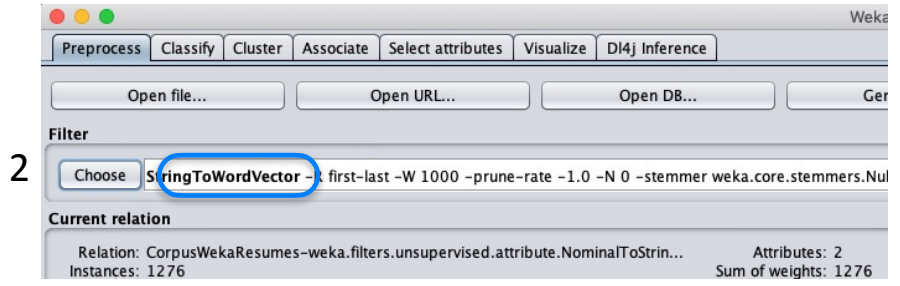 Weka
Preprocess Classify Cluster Associate Select attributes Visualize Dl4j Inference
Open file... Open URL... Open DB... Gen
Filter
2
Choose StringToWordVector -R first-last -W 1000 -prune-rate -1.0 -N 0 -stemmer weka.core.stemmers.Nul
Current relation
Relation: CorpusWekaResumes-weka.filters.unsupervised.attribute.NominalToStrin... Attributes: 2
Instances: 1276 Sum of weights: 1276